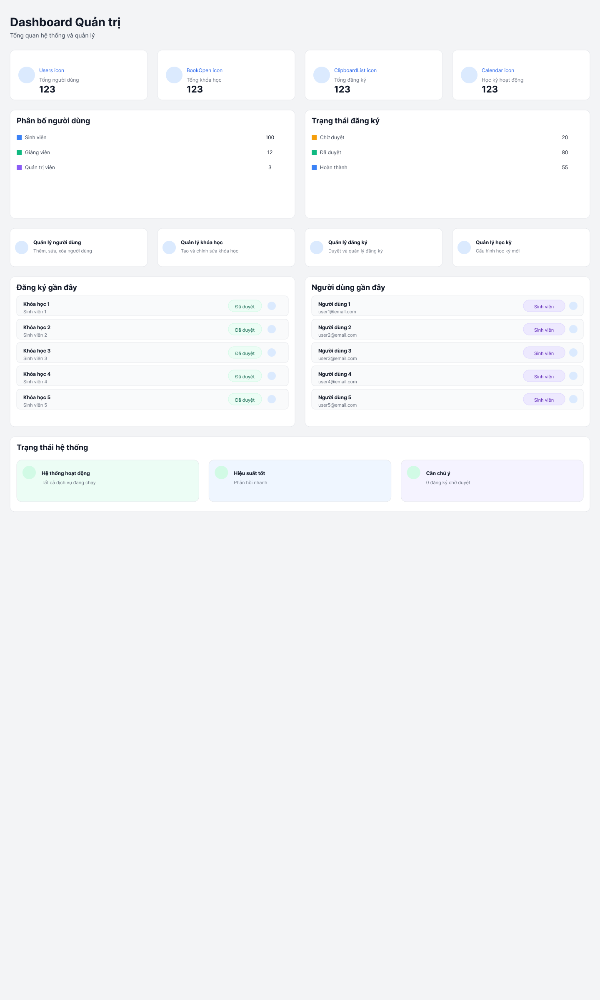 Dashboard Quản trị
Tổng quan hệ thống và quản lý
Users icon
Tổng người dùng
123
BookOpen icon
Tổng khóa học
123
ClipboardList icon
Tổng đăng ký
123
Calendar icon
Học kỳ hoạt động
123
Phân bố người dùng
Sinh viên 100
Giảng viên 12
Quản trị viên 3
Trạng thái đăng ký
Chờ duyệt 20
Đã duyệt 80
Hoàn thành 55
Quản lý người dùng
Thêm, sửa, xóa người dùng
Quản lý khóa học
Tạo và chỉnh sửa khóa học
Quản lý đăng ký
Duyệt và quản lý đăng ký
Quản lý học kỳ
Cấu hình học kỳ mới
Đăng ký gần đây
Khóa học 1
Sinh viên 1
Đã duyệt
Khóa học 2
Sinh viên 2
Đã duyệt
Khóa học 3
Sinh viên 3
Đã duyệt
Khóa học 4
Sinh viên 4
Đã duyệt
Khóa học 5
Sinh viên 5
Đã duyệt
Người dùng gần đây
Người dùng 1
user1@email.com
Sinh viên
Người dùng 2
user2@email.com
Sinh viên
Người dùng 3
user3@email.com
Sinh viên
Người dùng 4
user4@email.com
Sinh viên
Người dùng 5
user5@email.com
Sinh viên
Trạng thái hệ thống
Hệ thống hoạt động
Tất cả dịch vụ đang chạy
Hiệu suất tốt
Phản hồi nhanh
Cần chú ý
0 đăng ký chờ duyệt